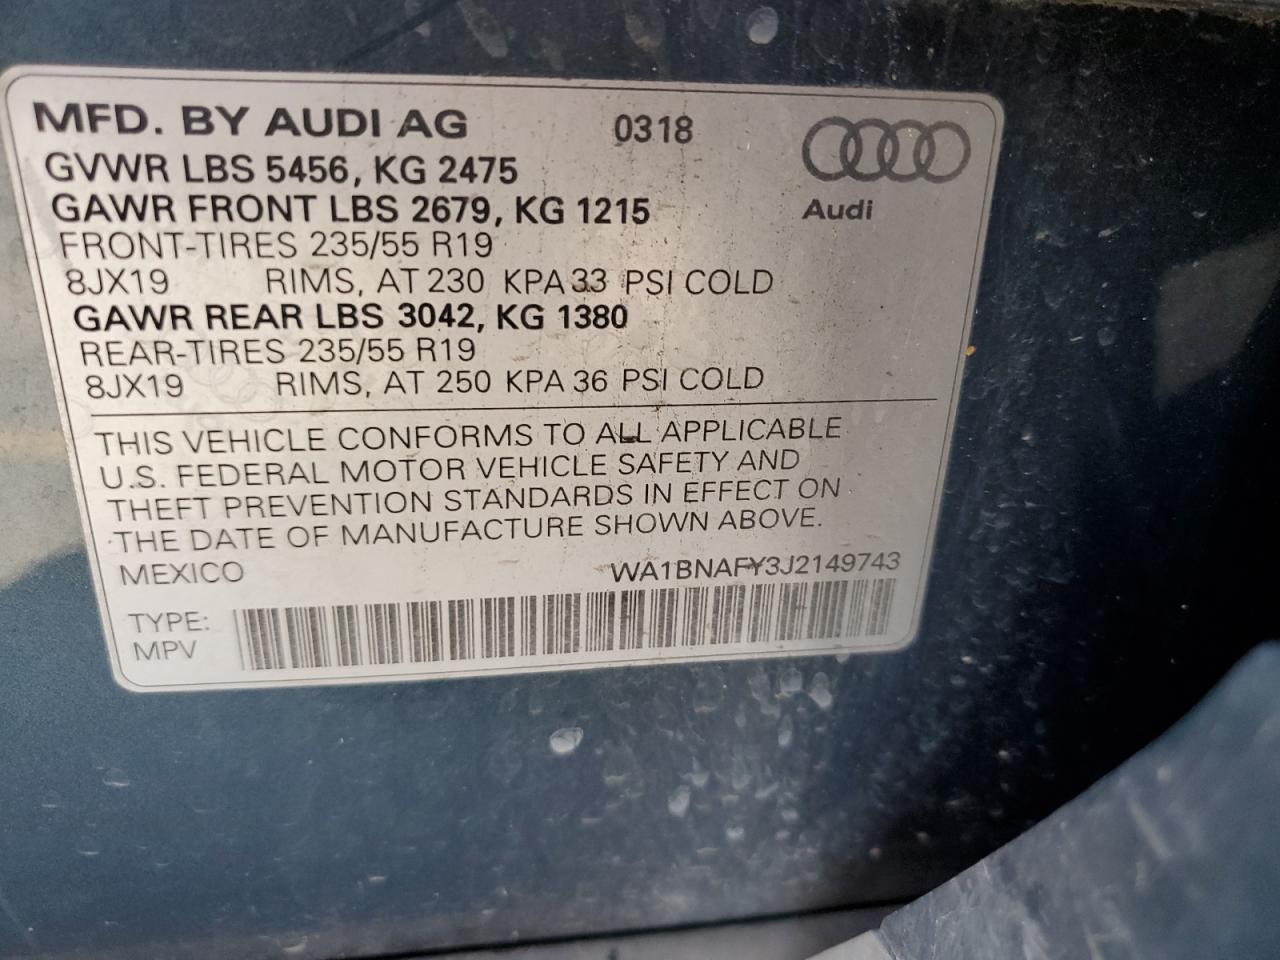 MFD. BY AUDI AG 0318
GVWR LBS 5456, KG 2475
GAWR FRONT LBS 2679, KG 1215
Audi
FRONT-TIRES 235/55 R19
8JX19 RIMS, AT 230 KPA 33 PSI COLD
GAWR REAR LBS 3042, KG 1380
REAR-TIRES 235/55 R19
8JX19 RIMS, AT 250 KPA 36 PSI COLD
THIS VEHICLE CONFORMS TO ALL APPLICABLE
U.S. FEDERAL MOTOR VEHICLE SAFETY AND
THEFT PREVENTION STANDARDS IN EFFECT ON
THE DATE OF MANUFACTURE SHOWN ABOVE.
MEXICO WA1BNAFY3J2149743
TYPE:
MPV